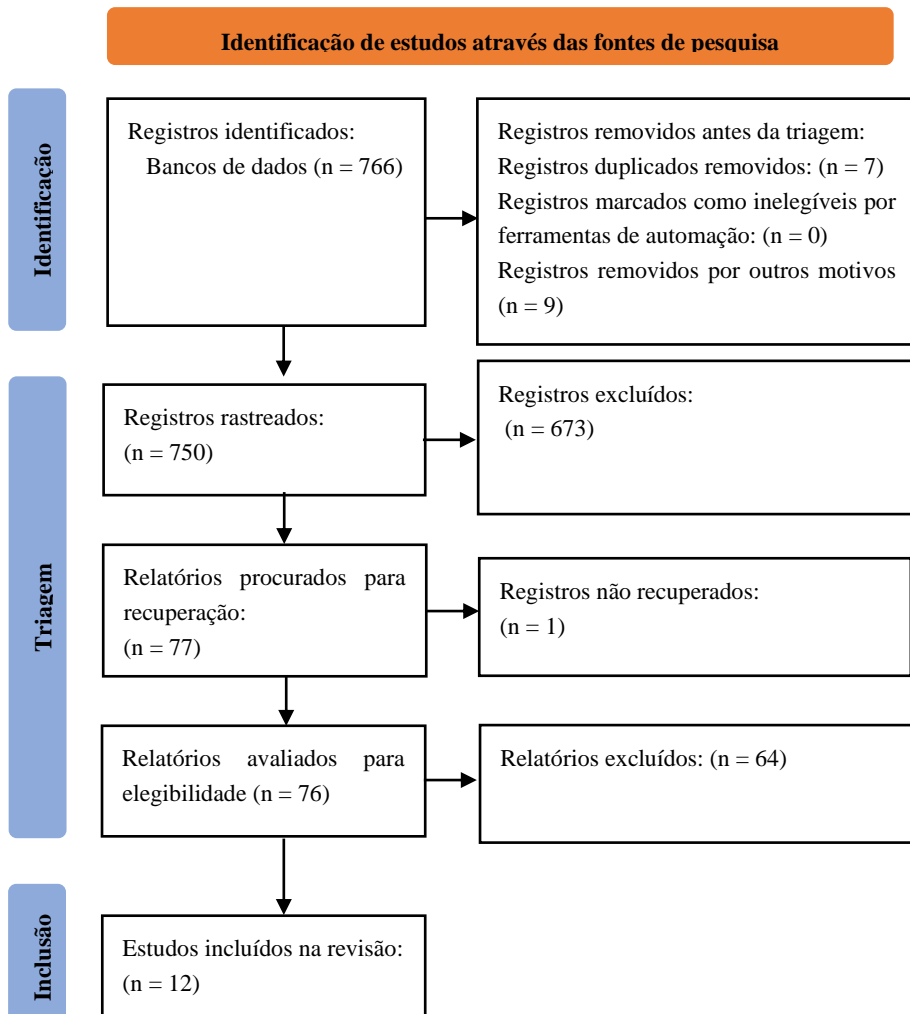 Identificação de estudos através das fontes de pesquisa
Identificação
Registros identificados:
Bancos de dados (n = 766)
Registros removidos antes da triagem:
Registros duplicados removidos: (n = 7)
Registros marcados como inelegíveis por
ferramentas de automação: (n = 0)
Registros removidos por outros motivos
(n = 9)
Triagem
Registros rastreados:
(n = 750)
Registros excluídos:
(n = 673)
Relatórios procurados para
recuperação:
(n = 77)
Registros não recuperados:
(n = 1)
Relatórios avaliados para
elegibilidade (n = 76)
Relatórios excluídos: (n = 64)
Inclusão
Estudos incluídos na revisão:
(n = 12)